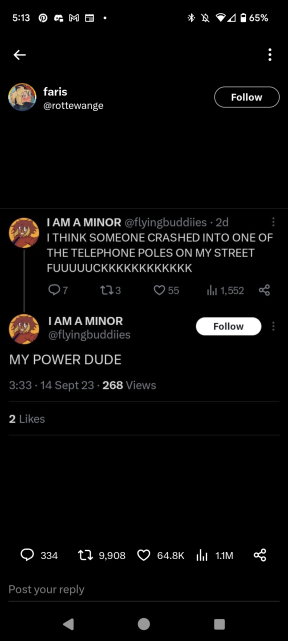 5:13
65%
faris
@rottewange
Follow
I AM A MINOR @flyingbuddiies · 2d
I THINK SOMEONE CRASHED INTO ONE OF
THE TELEPHONE POLES ON MY STREET
FUUUUUCKKKKKKKKKKKK
7 3 55 1,552
I AM A MINOR
@flyingbuddiies
Follow
MY POWER DUDE
3:33 · 14 Sept 23 · 268 Views
2 Likes
334 9,908 64.8K 1.1M
Post your reply